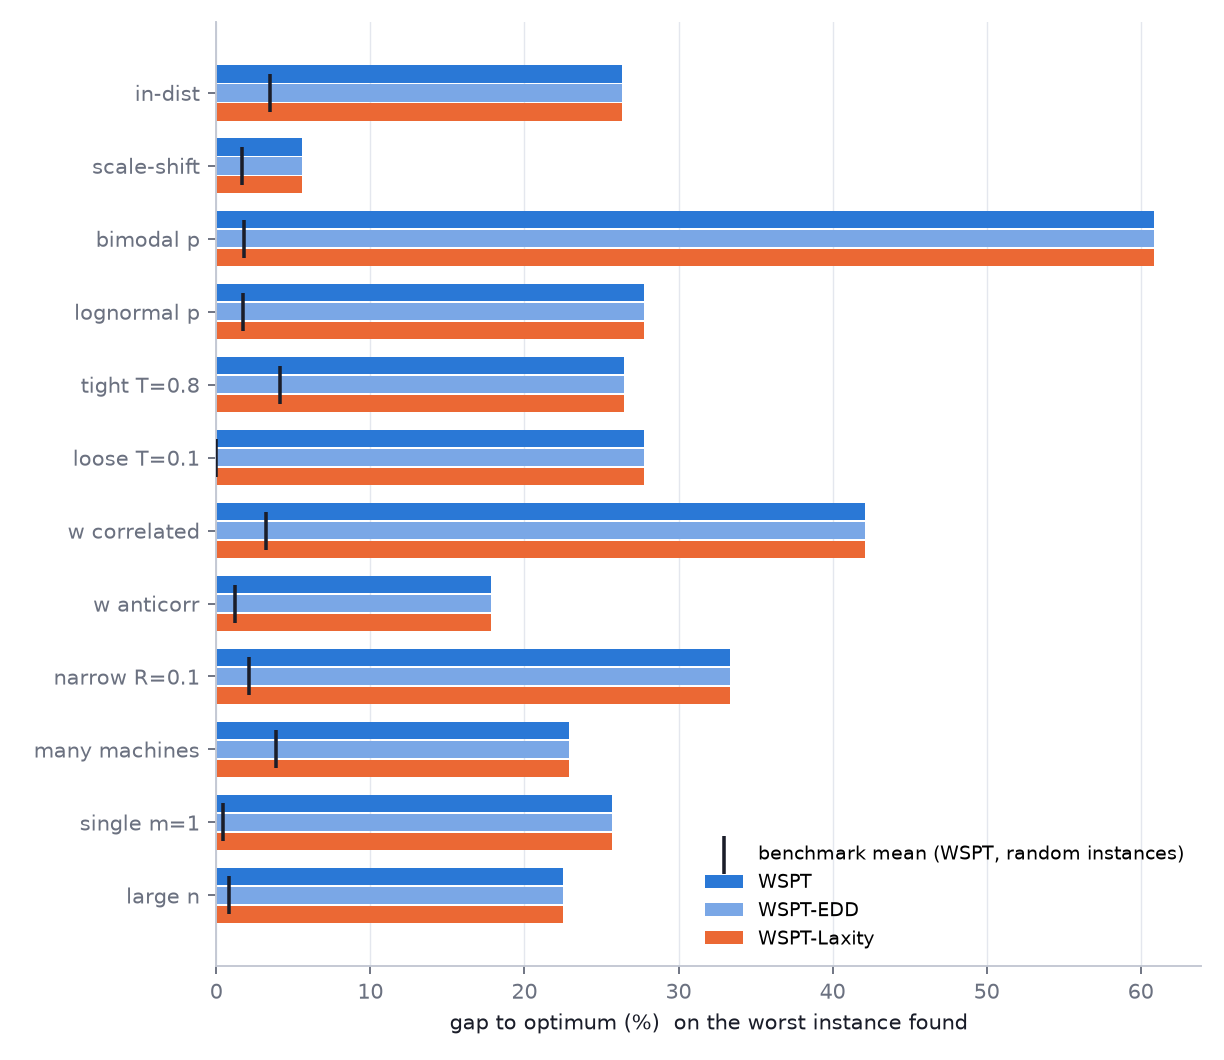 in-dist
scale-shift
bimodal p
lognormal p
tight T=0.8
loose T=0.1
w correlated
w anticorr
narrow R=0.1
many machines
single m=1
large n
benchmark mean (WSPT, random instances)
WSPT
WSPT-EDD
WSPT-Laxity
0 10 20 30 40 50 60
gap to optimum (%)  on the worst instance found